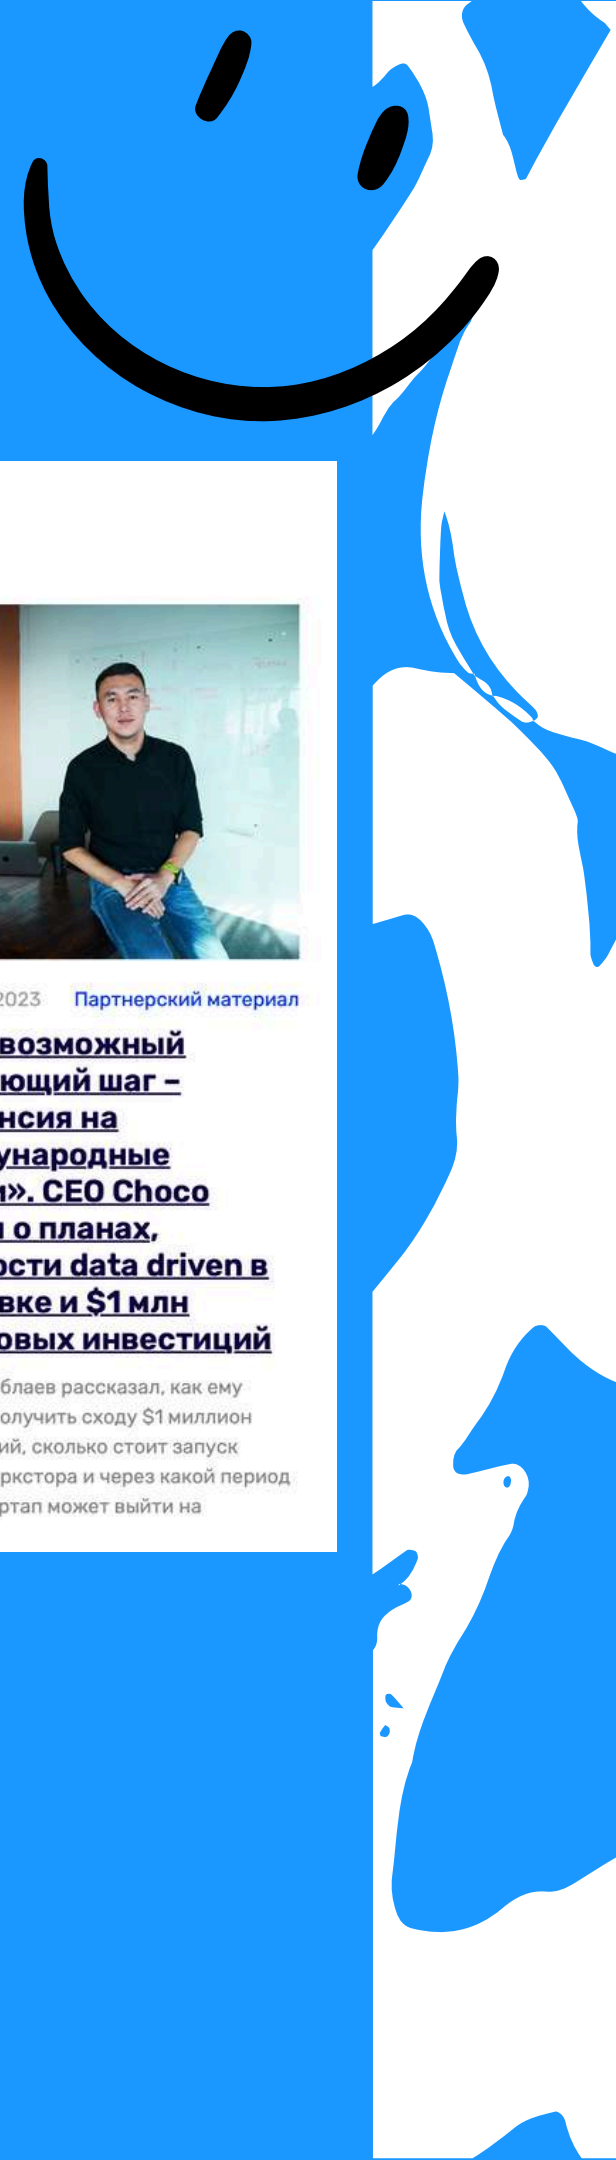 2023 Партнерский материал
возможный
ющий шаг –
нсия на
ународные
и». CEO Choco
о планах,
ости data driven в
вке и $1 млн
овых инвестиций
блаев рассказал, как ему
олучить сходу $1 миллион
ий, сколько стоит запуск
ркстора и через какой период
ртап может выйти на